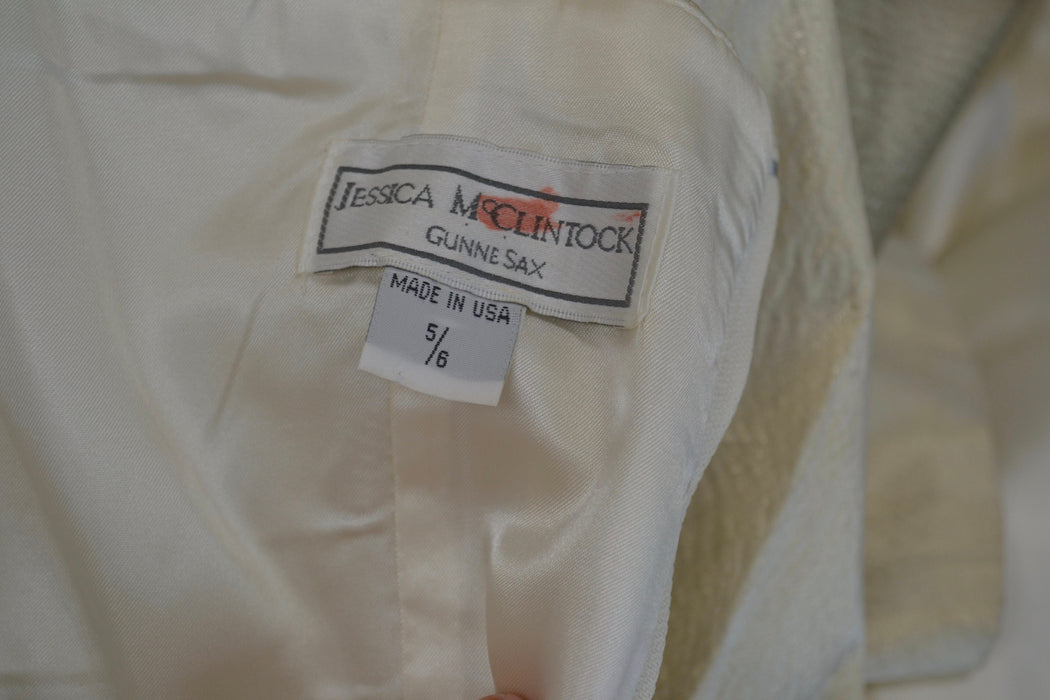 JESSICA McCLINTOCK
GUNNE SAX
MADE IN USA
5/
/6